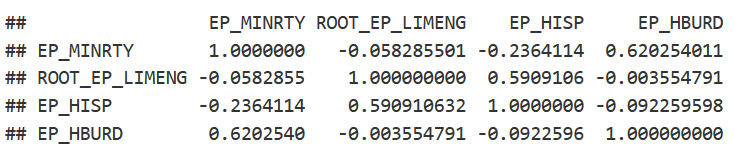 ##                  EP_MINRTY ROOT_EP_LIMENG    EP_HISP     EP_HBURD
## EP_MINRTY        1.0000000   -0.058285501 -0.2364114  0.620254011
## ROOT_EP_LIMENG -0.0582855    1.000000000  0.5909106 -0.003554791
## EP_HISP         -0.2364114    0.590910632  1.0000000 -0.092259598
## EP_HBURD         0.6202540   -0.003554791 -0.0922596  1.000000000